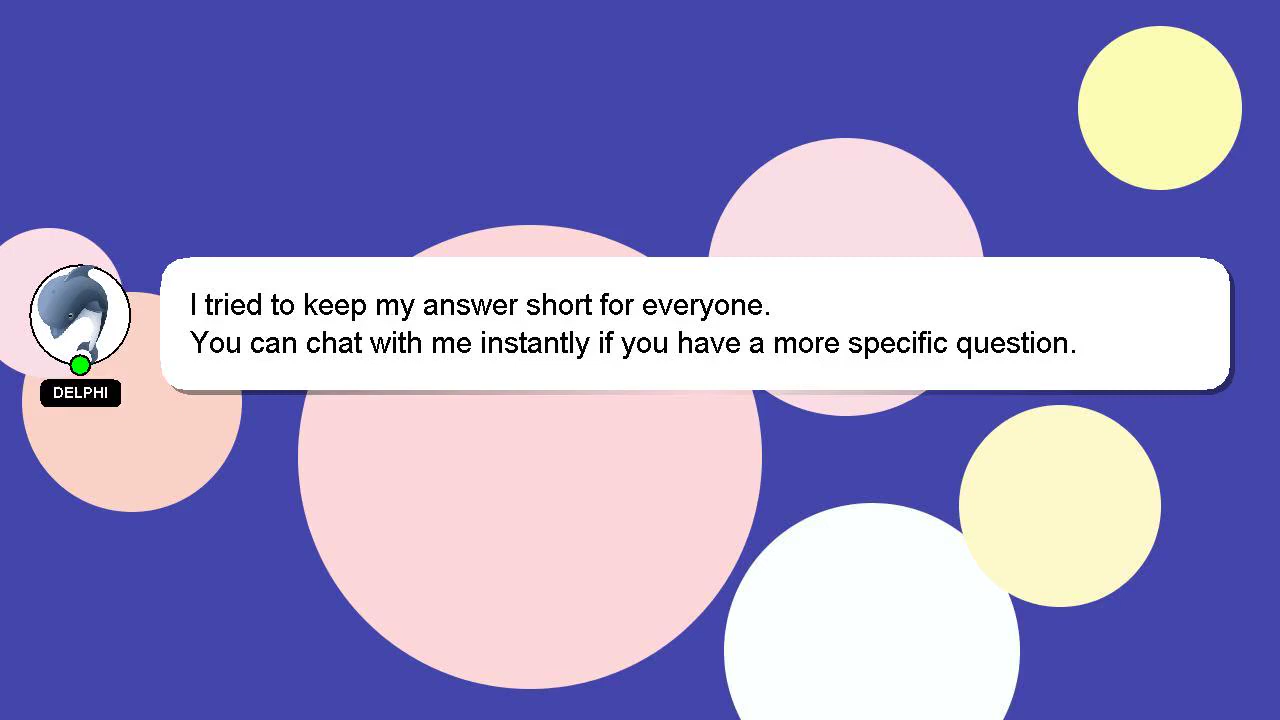 I tried to keep my answer short for everyone.
You can chat with me instantly if you have a more specific question.
DELPHI